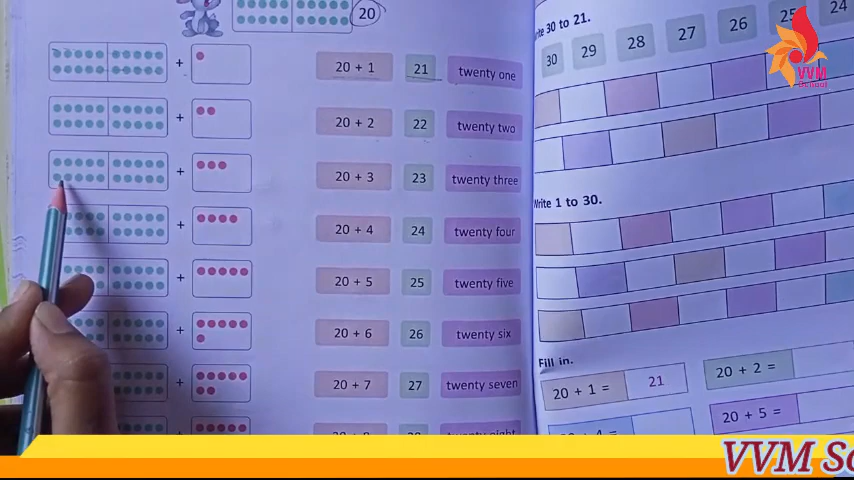 20
20 + 1 21 twenty one
20 + 2 22 twenty two
20 + 3 23 twenty three
20 + 4 24 twenty four
20 + 5 25 twenty five
20 + 6 26 twenty six
20 + 7 27 twenty seven
30 to 21.
30 29 28 27 26 25 24
Write 1 to 30.
Fill in.
20 + 1 = 21
20 + 2 =
20 + 5 =
VVM
School
VVM